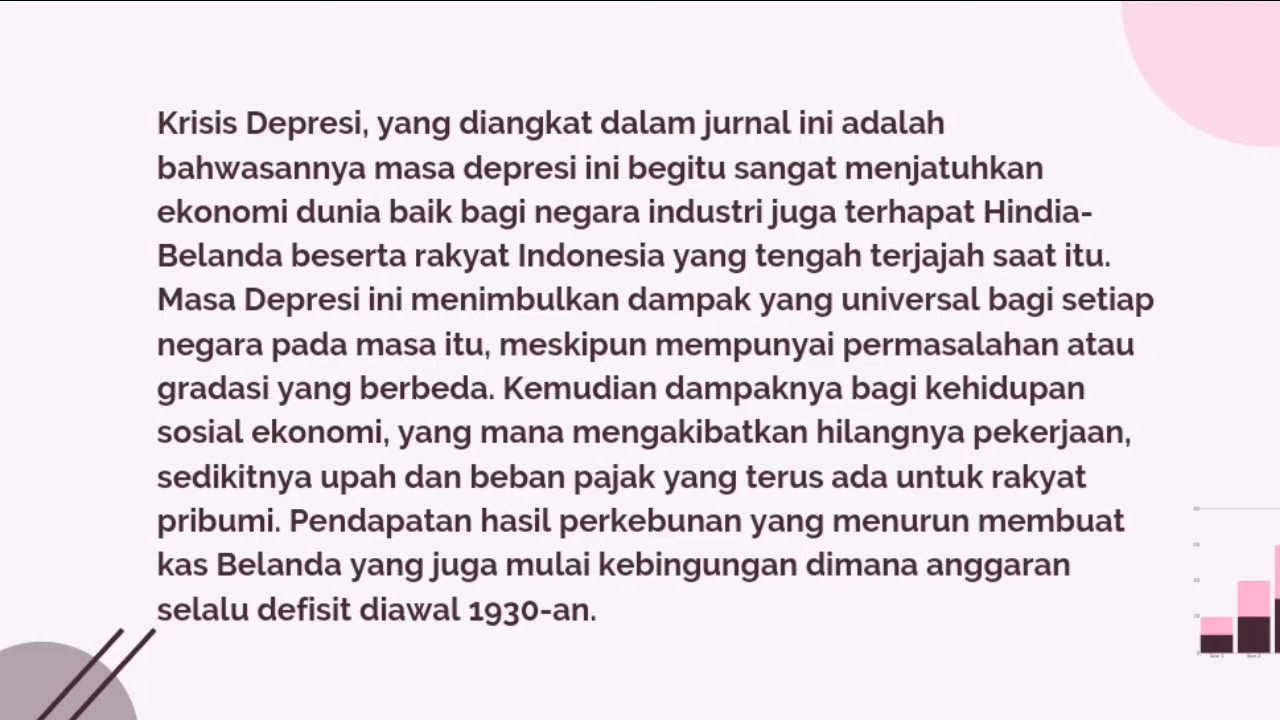 Krisis Depresi, yang diangkat dalam jurnal ini adalah
bahwasannya masa depresi ini begitu sangat menjatuhkan
ekonomi dunia baik bagi negara industri juga terhapat Hindia-
Belanda beserta rakyat Indonesia yang tengah terjajah saat itu.
Masa Depresi ini menimbulkan dampak yang universal bagi setiap
negara pada masa itu, meskipun mempunyai permasalahan atau
gradasi yang berbeda. Kemudian dampaknya bagi kehidupan
sosial ekonomi, yang mana mengakibatkan hilangnya pekerjaan,
sedikitnya upah dan beban pajak yang terus ada untuk rakyat
pribumi. Pendapatan hasil perkebunan yang menurun membuat
kas Belanda yang juga mulai kebingungan dimana anggaran
selalu defisit diawal 1930-an.